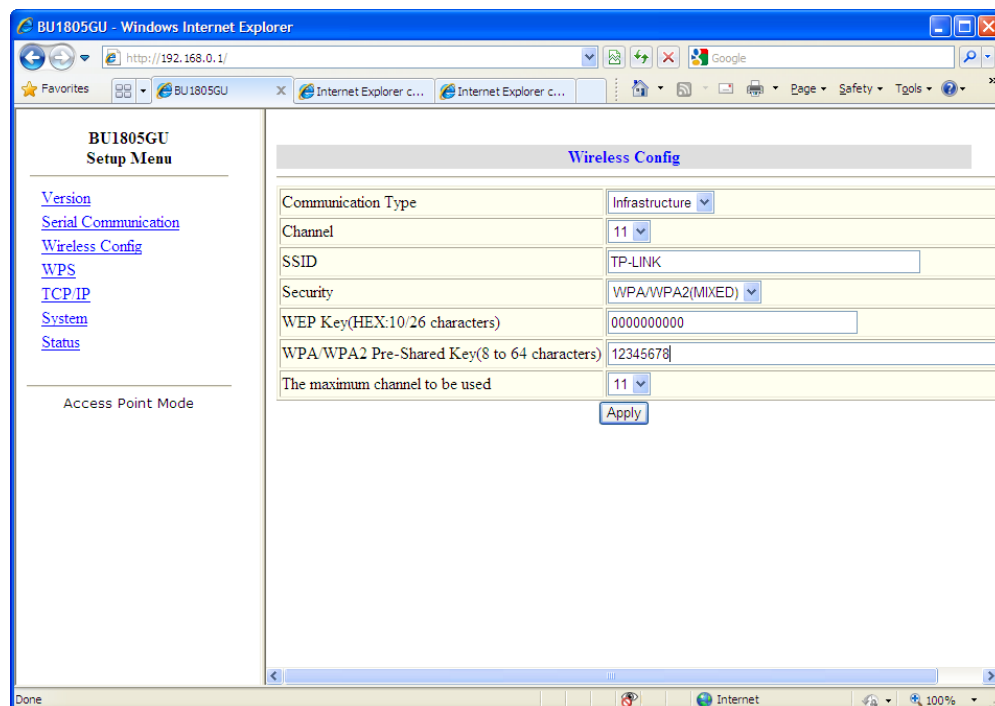 BU1805GU - Windows Internet Explorer
http://192.168.0.1/
Google
Favorites
BU1805GU
X
Internet Explorer c...
Internet Explorer c...
Page
Safety
Tools
»
BU1805GU
Setup Menu
Version
Serial Communication
Wireless Config
WPS
TCP/IP
System
Status
Access Point Mode
Wireless Config
Communication Type Infrastructure
Channel 11
SSID TP-LINK
Security WPA/WPA2(MIXED)
WEP Key(HEX:10/26 characters) 0000000000
WPA/WPA2 Pre-Shared Key(8 to 64 characters) 12345678
The maximum channel to be used 11
Apply
Done
Internet
100%